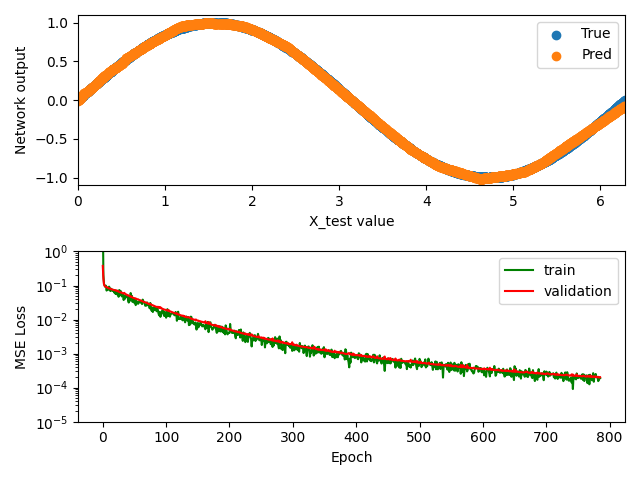 1.0
0.5
0.0
−0.5
−1.0
Network output
True
Pred
0 1 2 3 4 5 6
X_test value
10^0
10^−1
10^−2
10^−3
10^−4
10^−5
MSE Loss
train
validation
0 100 200 300 400 500 600 700 800
Epoch